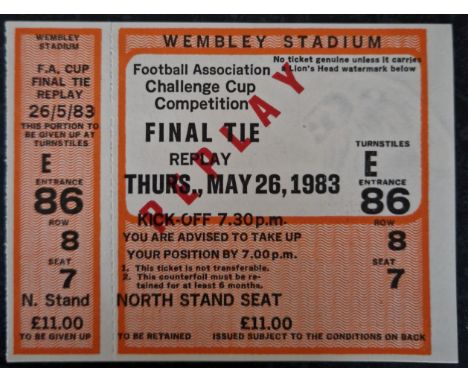 WEMBLEY
STADIUM
F.A. CUP
FINAL TIE
REPLAY
26/5/83
THIS PORTION TO
BE GIVEN UP AT
TURNSTILES
E
ENTRANCE
86
ROW
8
SEAT
7
N. Stand
£11.00
TO BE GIVEN UP
WEMBLEY STADIUM
No ticket genuine unless it carries
a Lion's Head watermark below
Football Association
Challenge Cup
Competition
FINAL TIE
REPLAY
THURS., MAY 26, 1983
REPLAY
KICK-OFF 7.30p.m.
YOU ARE ADVISED TO TAKE UP
YOUR POSITION BY 7.00p.m.
1. This ticket is not transferable.
2. This counterfoil must be re-
tained for at least 6 months.
NORTH STAND SEAT
£11.00
TO BE RETAINED
ISSUED SUBJECT TO THE CONDITIONS ON BACK
TURNSTILES
E
ENTRANCE
86
ROW
8
SEAT
7